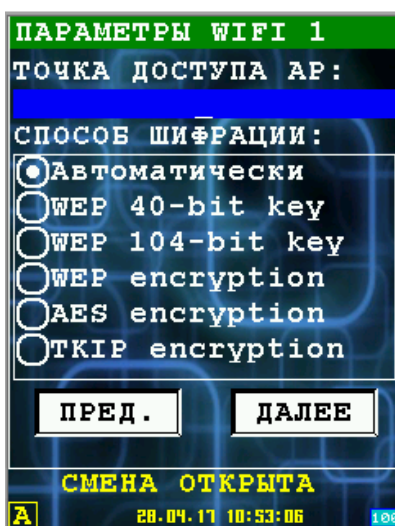 ПАРАМЕТРЫ WIFI 1
ТОЧКА ДОСТУПА AP:
_
СПОСОБ ШИФРАЦИИ:
Автоматически
WEP 40-bit key
WEP 104-bit key
WEP encryption
AES encryption
TKIP encryption
ПРЕД. ДАЛЕЕ
СМЕНА ОТКРЫТА
A 28.04.17 10:53:06 100